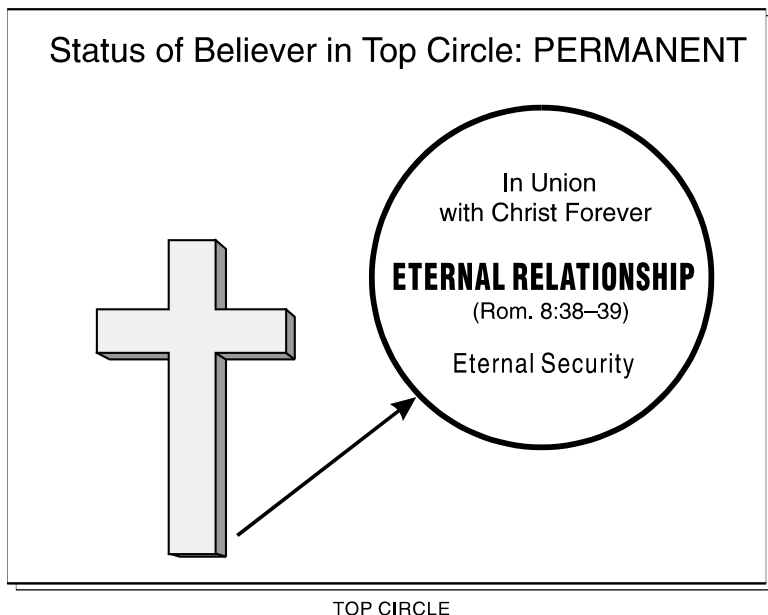 Status of Believer in Top Circle: PERMANENT
In Union
with Christ Forever
ETERNAL RELATIONSHIP
(Rom. 8:38–39)
Eternal Security
TOP CIRCLE